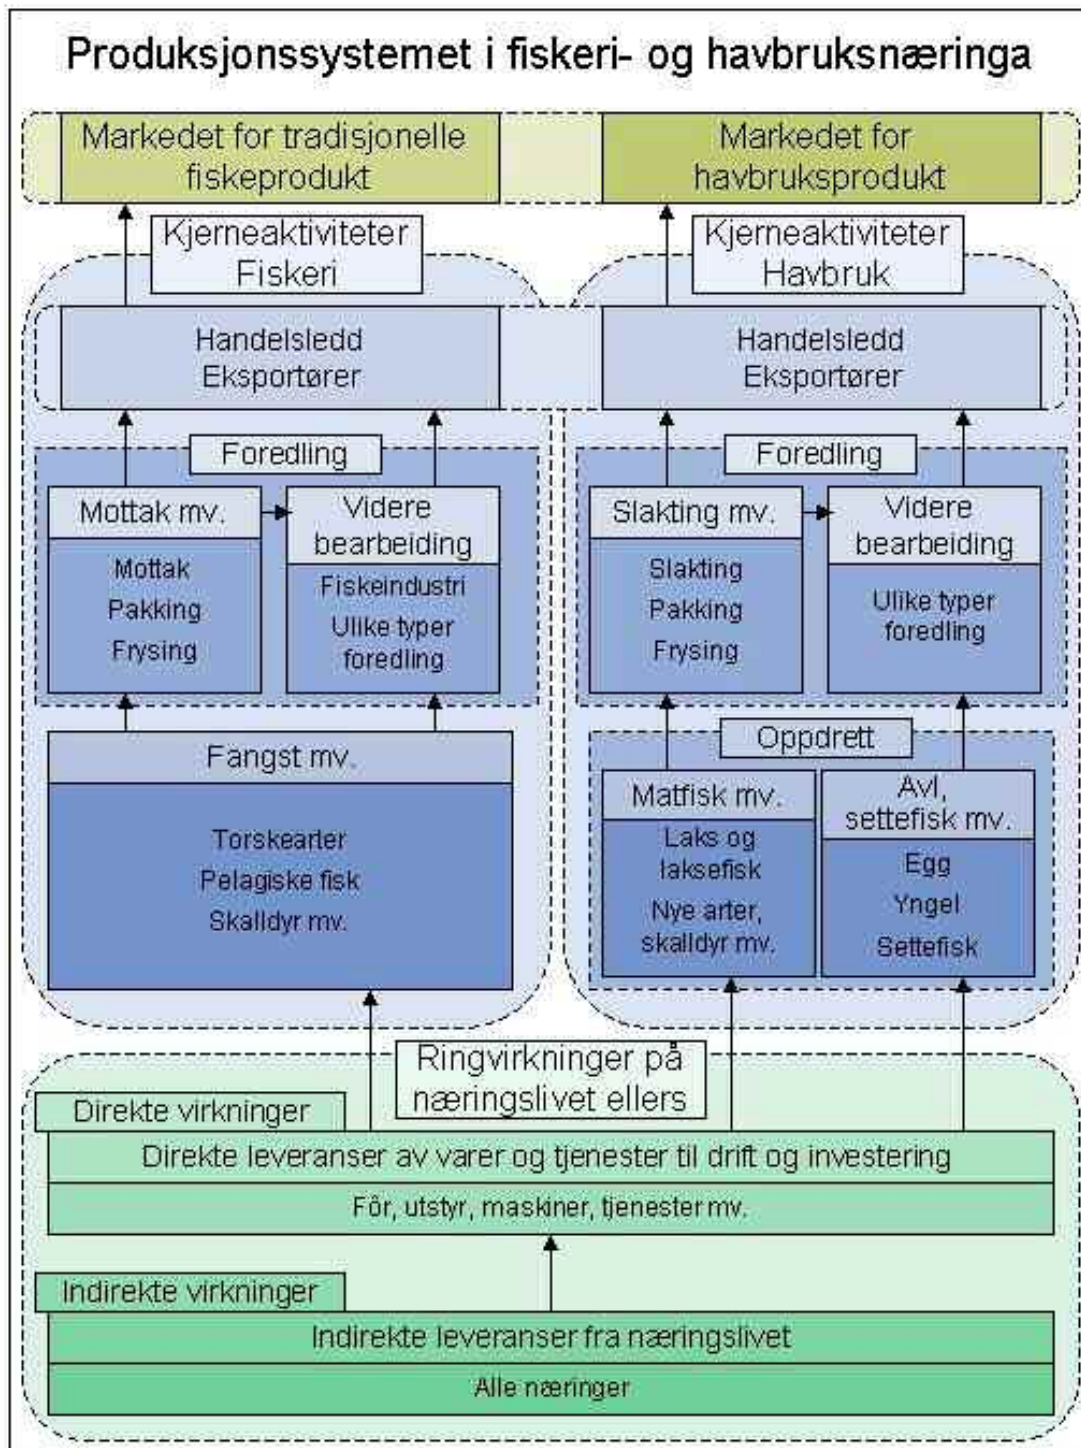 Produksjonssystemet i fiskeri- og havbruksnæringa
Markedet for tradisjonelle
fiskeprodukt
Markedet for
havbruksprodukt
Kjerneaktiviteter
Fiskeri
Kjerneaktiviteter
Havbruk
Handelsledd
Eksportører
Handelsledd
Eksportører
Foredling
Mottak mv.
Mottak
Pakking
Frysing
Videre
bearbeiding
Fiskeindustri
Ulike typer
foredling
Foredling
Slakting mv.
Slakting
Pakking
Frysing
Videre
bearbeiding
Ulike typer
foredling
Fangst mv.
Torskearter
Pelagiske fisk
Skalldyr mv.
Oppdrett
Matfisk mv.
Laks og
laksefisk
Nye arter,
skalldyr mv.
Avl,
settefisk mv.
Egg
Yngel
Settefisk
Ringvirkninger på
næringslivet ellers
Direkte virkninger
Direkte leveranser av varer og tjenester til drift og investering
Fôr, utstyr, maskiner, tjenester mv.
Indirekte virkninger
Indirekte leveranser fra næringslivet
Alle næringer